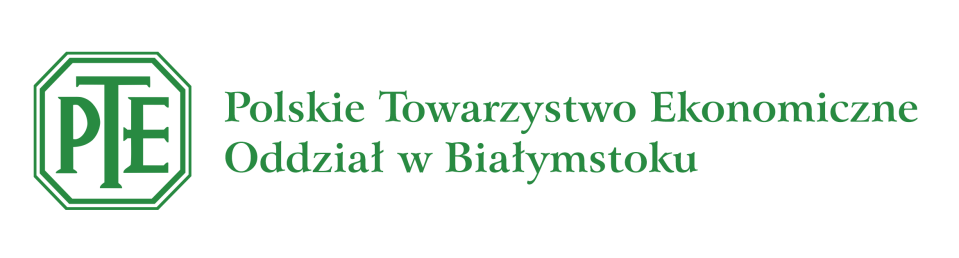 PTE
Polskie Towarzystwo Ekonomiczne
Oddział w Białymstoku